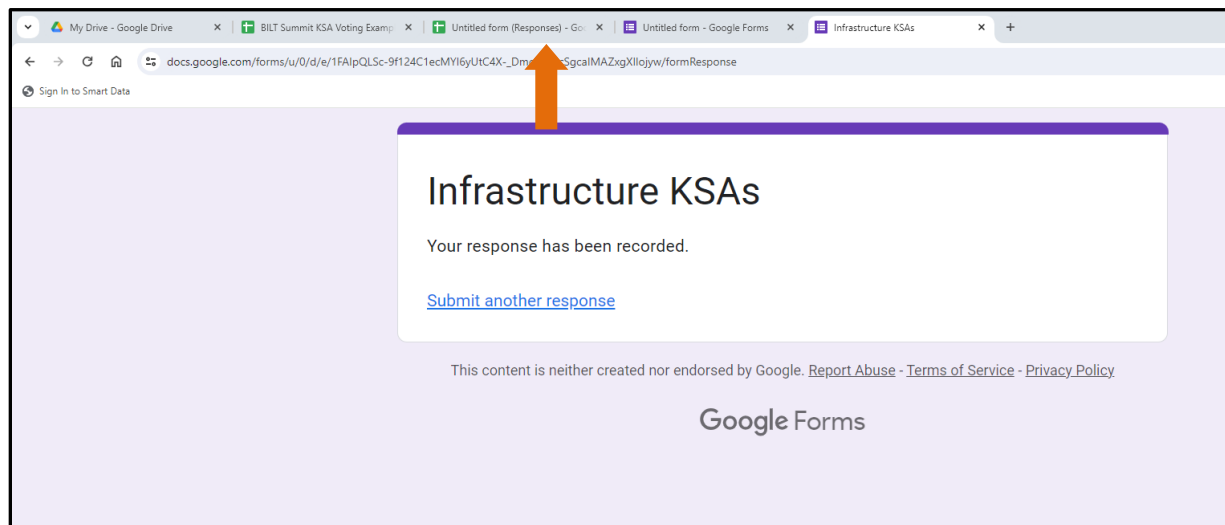 My Drive - Google Drive
BILT Summit KSA Voting Examp
Untitled form (Responses) - Goo
Untitled form - Google Forms
Infrastructure KSAs
Sign In to Smart Data
Infrastructure KSAs
Your response has been recorded.
Submit another response
This content is neither created nor endorsed by Google. Report Abuse - Terms of Service - Privacy Policy
Google Forms